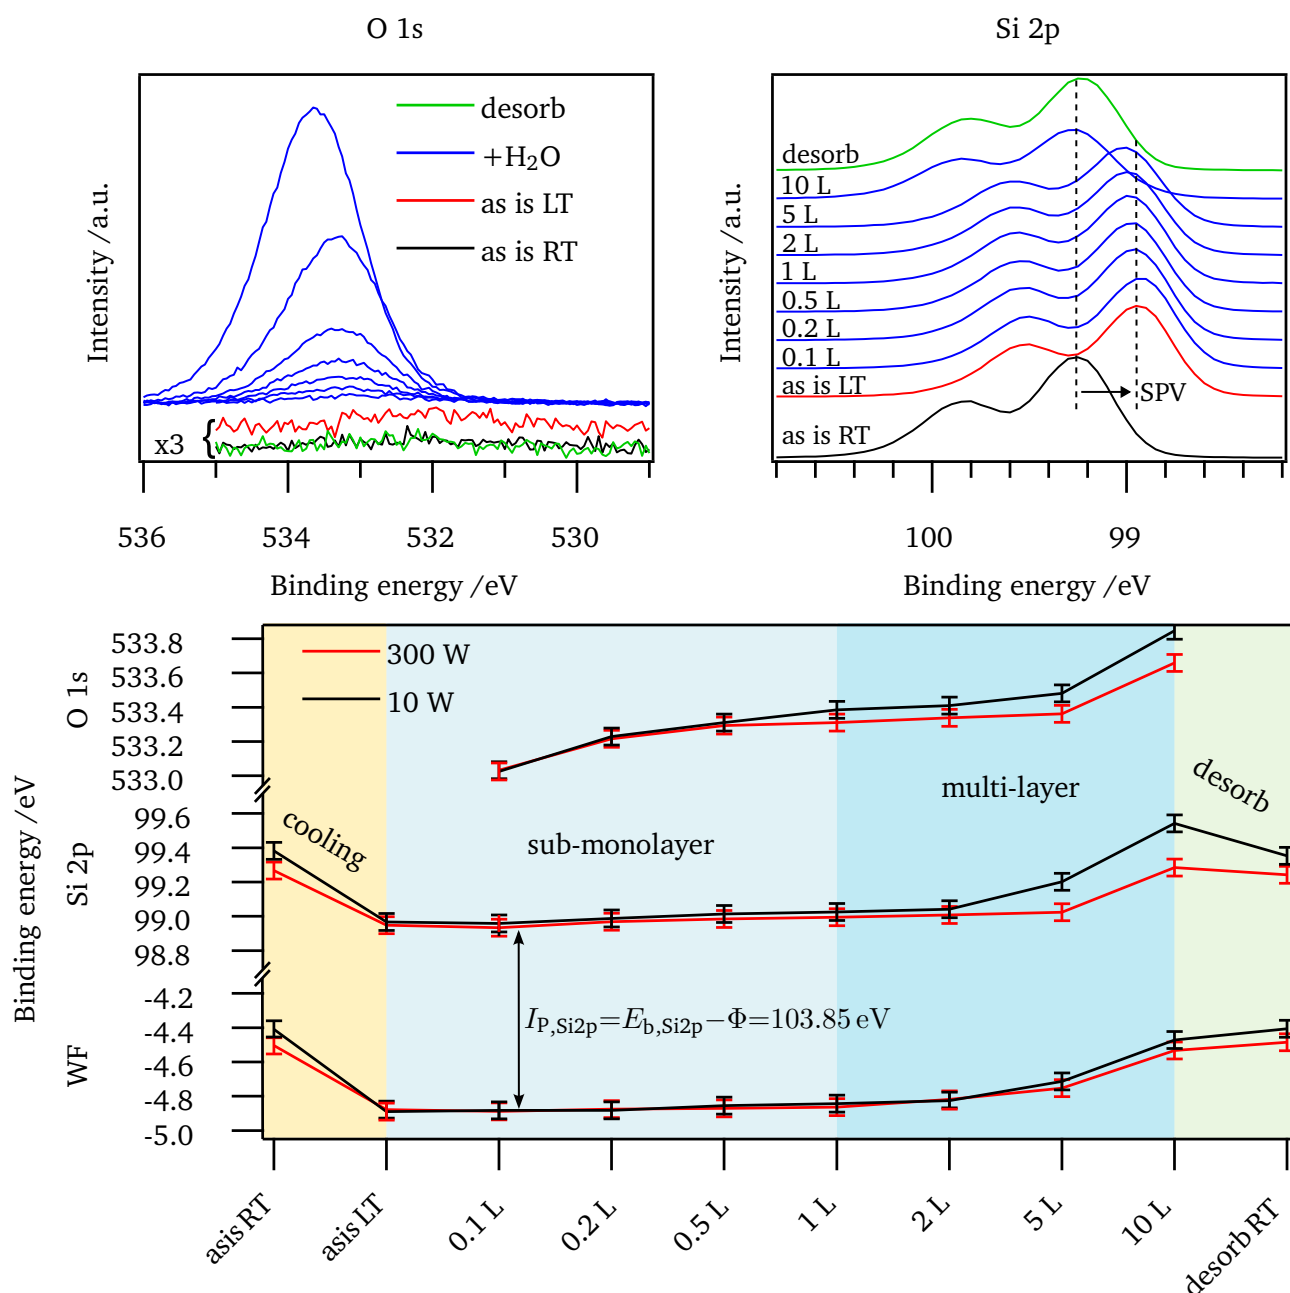 O 1s
Intensity /a.u.
desorb
+H₂O
as is LT
as is RT
x3
536 534 532 530
Binding energy /eV
Si 2p
Intensity /a.u.
desorb
10 L
5 L
2 L
1 L
0.5 L
0.2 L
0.1 L
as is LT
SPV
as is RT
100 99
Binding energy /eV
Binding energy /eV
O 1s
533.8
533.6
533.4
533.2
533.0
Si 2p
99.6
99.4
99.2
99.0
98.8
WF
-4.2
-4.4
-4.6
-4.8
-5.0
300 W
10 W
cooling
sub-monolayer
multi-layer
desorb
I_P,Si2p=E_b,Si2p−Φ=103.85 eV
asis RT
asis LT
0.1 L
0.2 L
0.5 L
1 L
2 L
5 L
10 L
desorb RT